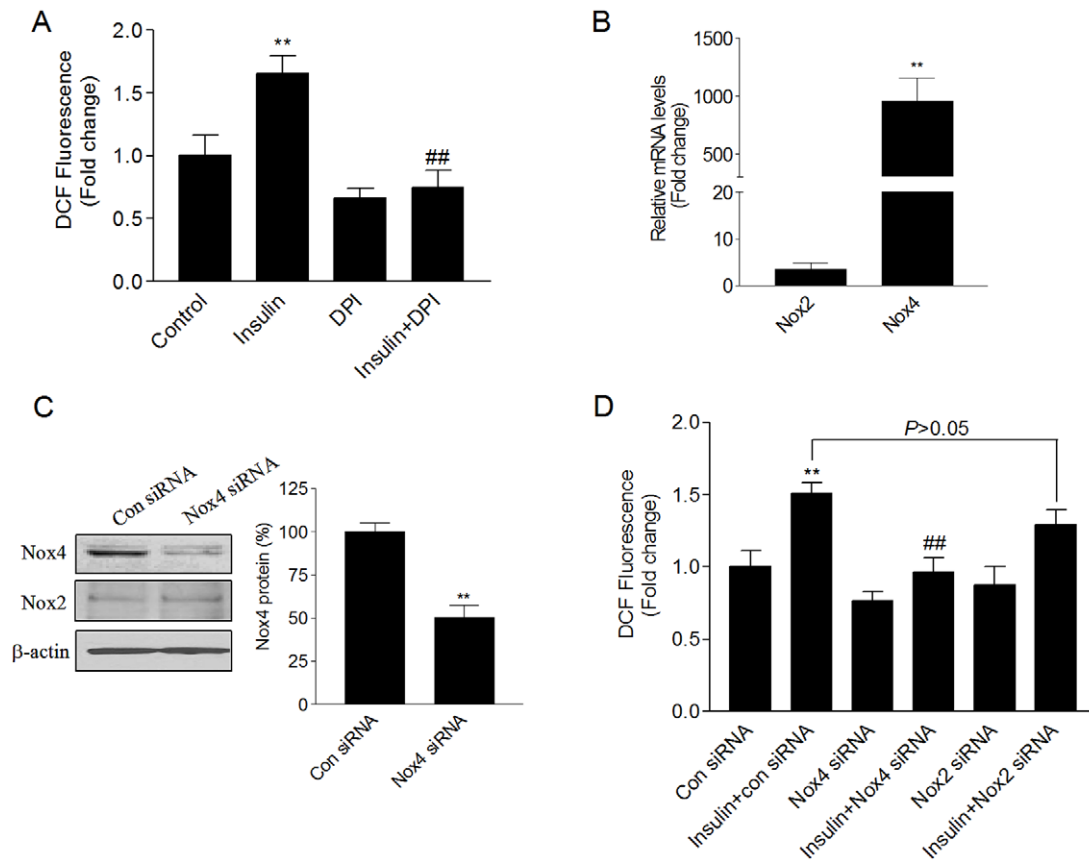 A
DCF Fluorescence
(Fold change)
2.0
1.5
1.0
0.5
0.0
**
##
Control
Insulin
DPI
Insulin+DPI
B
Relative mRNA levels
(Fold change)
1500
1000
500
20
10
0
**
Nox2
Nox4
C
Con siRNA
Nox4 siRNA
Nox4
Nox2
β-actin
Nox4 protein (%)
125
100
75
50
25
0
**
Con siRNA
Nox4 siRNA
D
DCF Fluorescence
(Fold change)
2.0
1.5
1.0
0.5
0.0
P>0.05
**
##
Con siRNA
Insulin+con siRNA
Nox4 siRNA
Insulin+Nox4 siRNA
Nox2 siRNA
Insulin+Nox2 siRNA